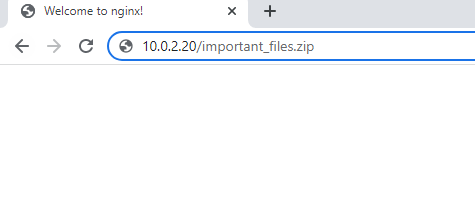 Welcome to nginx!
10.0.2.20/important_files.zip